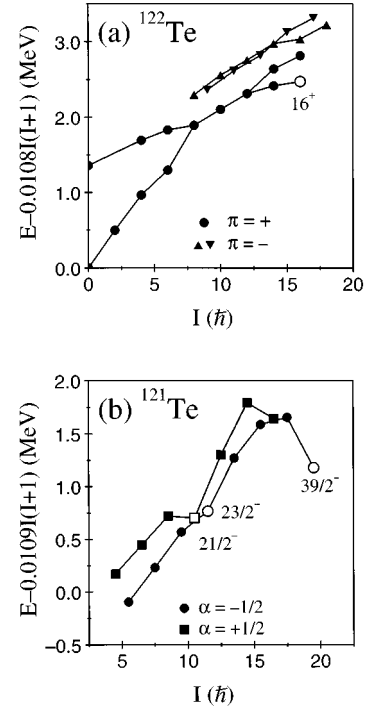 (a) ¹²²Te
E−0.0108I(I+1) (MeV)
3.0
2.0
1.0
0.0
16⁺
● π = +
▲ ▼ π = −
0 5 10 15 20
I (ℏ)
(b) ¹²¹Te
E−0.0109I(I+1) (MeV)
2.0
1.5
1.0
0.5
0.0
−0.5
39/2⁻
23/2⁻
21/2⁻
● α = −1/2
■ α = +1/2
5 10 15 20
I (ℏ)